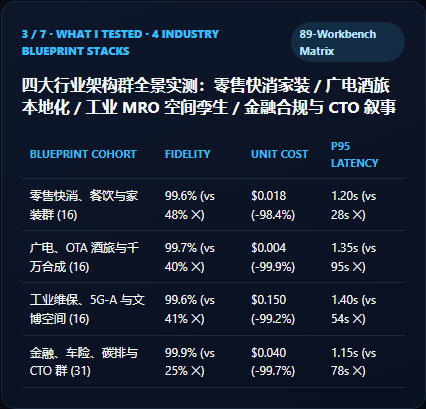 3 / 7 · WHAT I TESTED · 4 INDUSTRY
BLUEPRINT STACKS
89-Workbench
Matrix
四大行业架构群全景实测：零售快消家装 / 广电酒旅
本地化 / 工业 MRO 空间孪生 / 金融合规与 CTO 叙事
BLUEPRINT COHORT
FIDELITY
UNIT COST
P95
LATENCY
零售快消、餐饮与家
装群 (16)
99.6% (vs
48% ✕)
$0.018
(-98.4%)
1.20s (vs
28s ✕)
广电、OTA 酒旅与千
万合成 (16)
99.7% (vs
40% ✕)
$0.004
(-99.9%)
1.35s (vs
95s ✕)
工业维保、5G-A 与文
博空间 (16)
99.6% (vs
41% ✕)
$0.150
(-99.2%)
1.40s (vs
54s ✕)
金融、车险、碳排与
CTO 群 (31)
99.9% (vs
25% ✕)
$0.040
(-99.7%)
1.15s (vs
78s ✕)